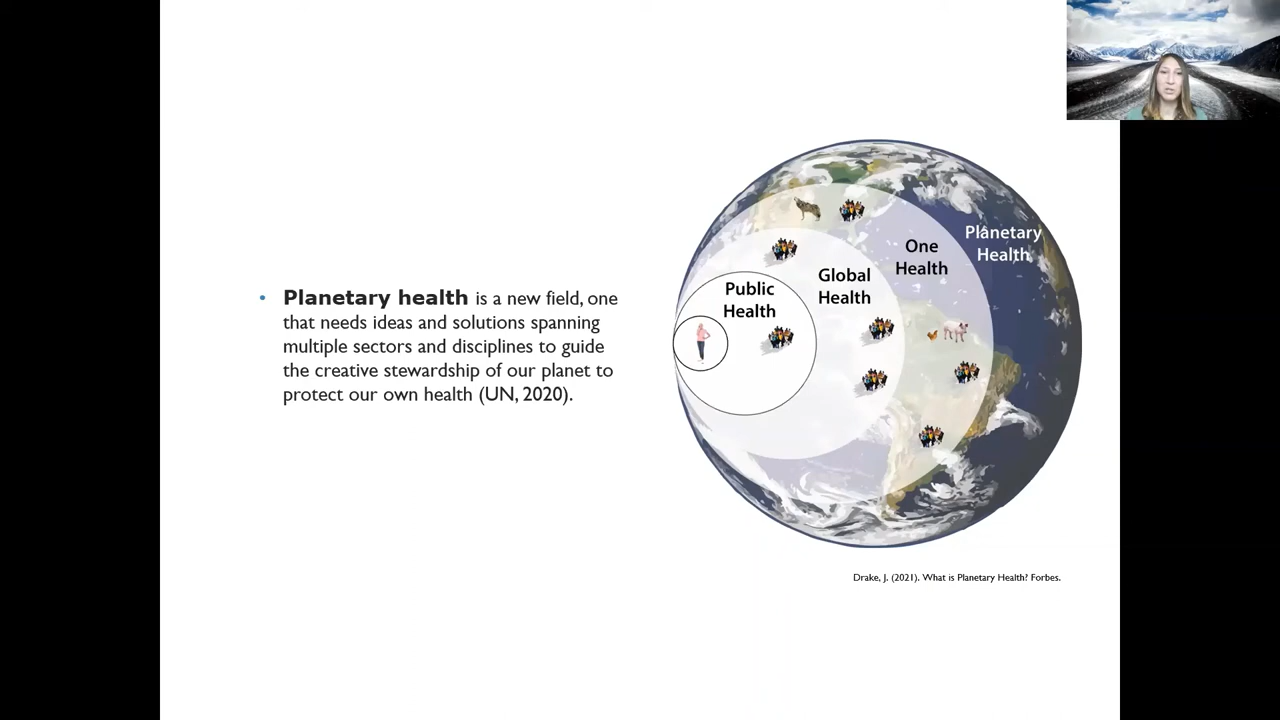 • Planetary health is a new field, one
that needs ideas and solutions spanning
multiple sectors and disciplines to guide
the creative stewardship of our planet to
protect our own health (UN, 2020).
Public
Health
Global
Health
One
Health
Planetary
Health
Drake, J. (2021). What is Planetary Health? Forbes.